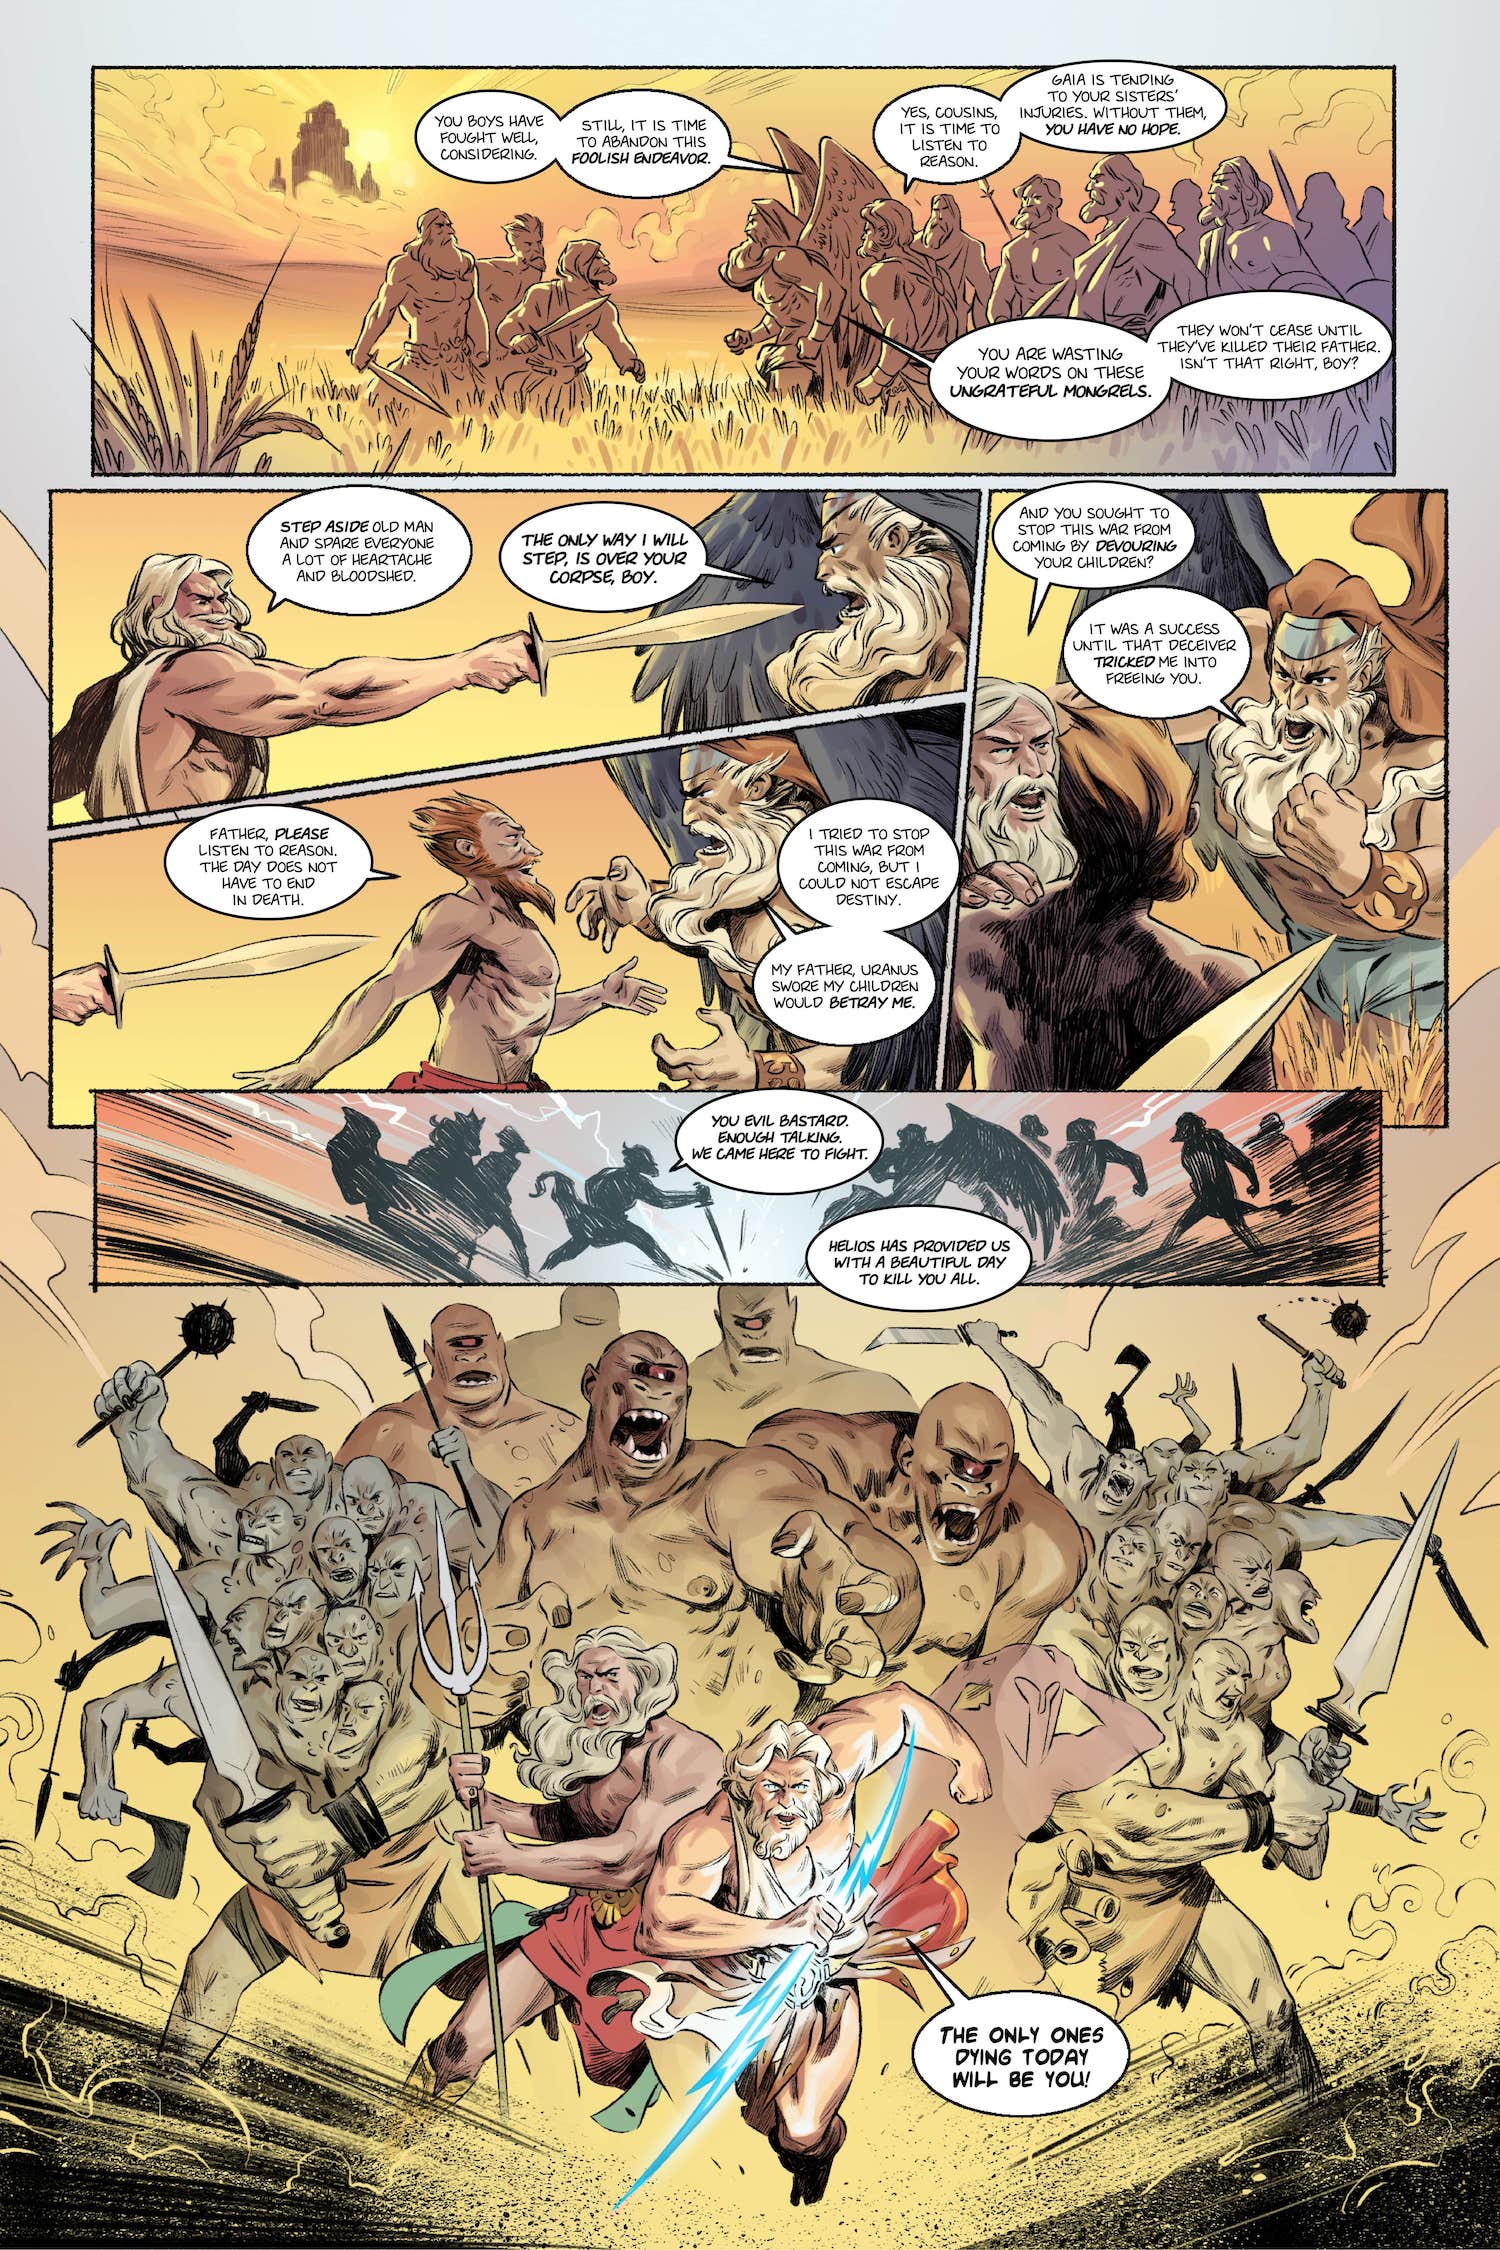 YOU BOYS HAVE
FOUGHT WELL,
CONSIDERING.
STILL, IT IS TIME
TO ABANDON THIS
FOOLISH ENDEAVOR.
YES, COUSINS,
IT IS TIME TO
LISTEN TO
REASON.
GAIA IS TENDING
TO YOUR SISTERS'
INJURIES. WITHOUT THEM,
YOU HAVE NO HOPE.
YOU ARE WASTING
YOUR WORDS ON THESE
UNGRATEFUL MONGRELS.
THEY WON'T CEASE UNTIL
THEY'VE KILLED THEIR FATHER.
ISN'T THAT RIGHT, BOY?
STEP ASIDE OLD MAN
AND SPARE EVERYONE
A LOT OF HEARTACHE
AND BLOODSHED.
THE ONLY WAY I WILL
STEP, IS OVER YOUR
CORPSE, BOY.
FATHER, PLEASE
LISTEN TO REASON.
THE DAY DOES NOT
HAVE TO END
IN DEATH.
I TRIED TO STOP
THIS WAR FROM
COMING, BUT I
COULD NOT ESCAPE
DESTINY.
MY FATHER, URANUS
SWORE MY CHILDREN
WOULD BETRAY ME.
AND YOU SOUGHT TO
STOP THIS WAR FROM
COMING BY DEVOURING
YOUR CHILDREN?
IT WAS A SUCCESS
UNTIL THAT DECEIVER
TRICKED ME INTO
FREEING YOU.
YOU EVIL BASTARD.
ENOUGH TALKING.
WE CAME HERE TO FIGHT.
HELIOS HAS PROVIDED US
WITH A BEAUTIFUL DAY
TO KILL YOU ALL.
THE ONLY ONES
DYING TODAY
WILL BE YOU!